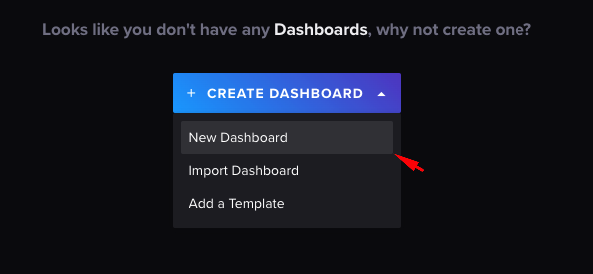 Looks like you don't have any Dashboards, why not create one?
+ CREATE DASHBOARD
New Dashboard
Import Dashboard
Add a Template